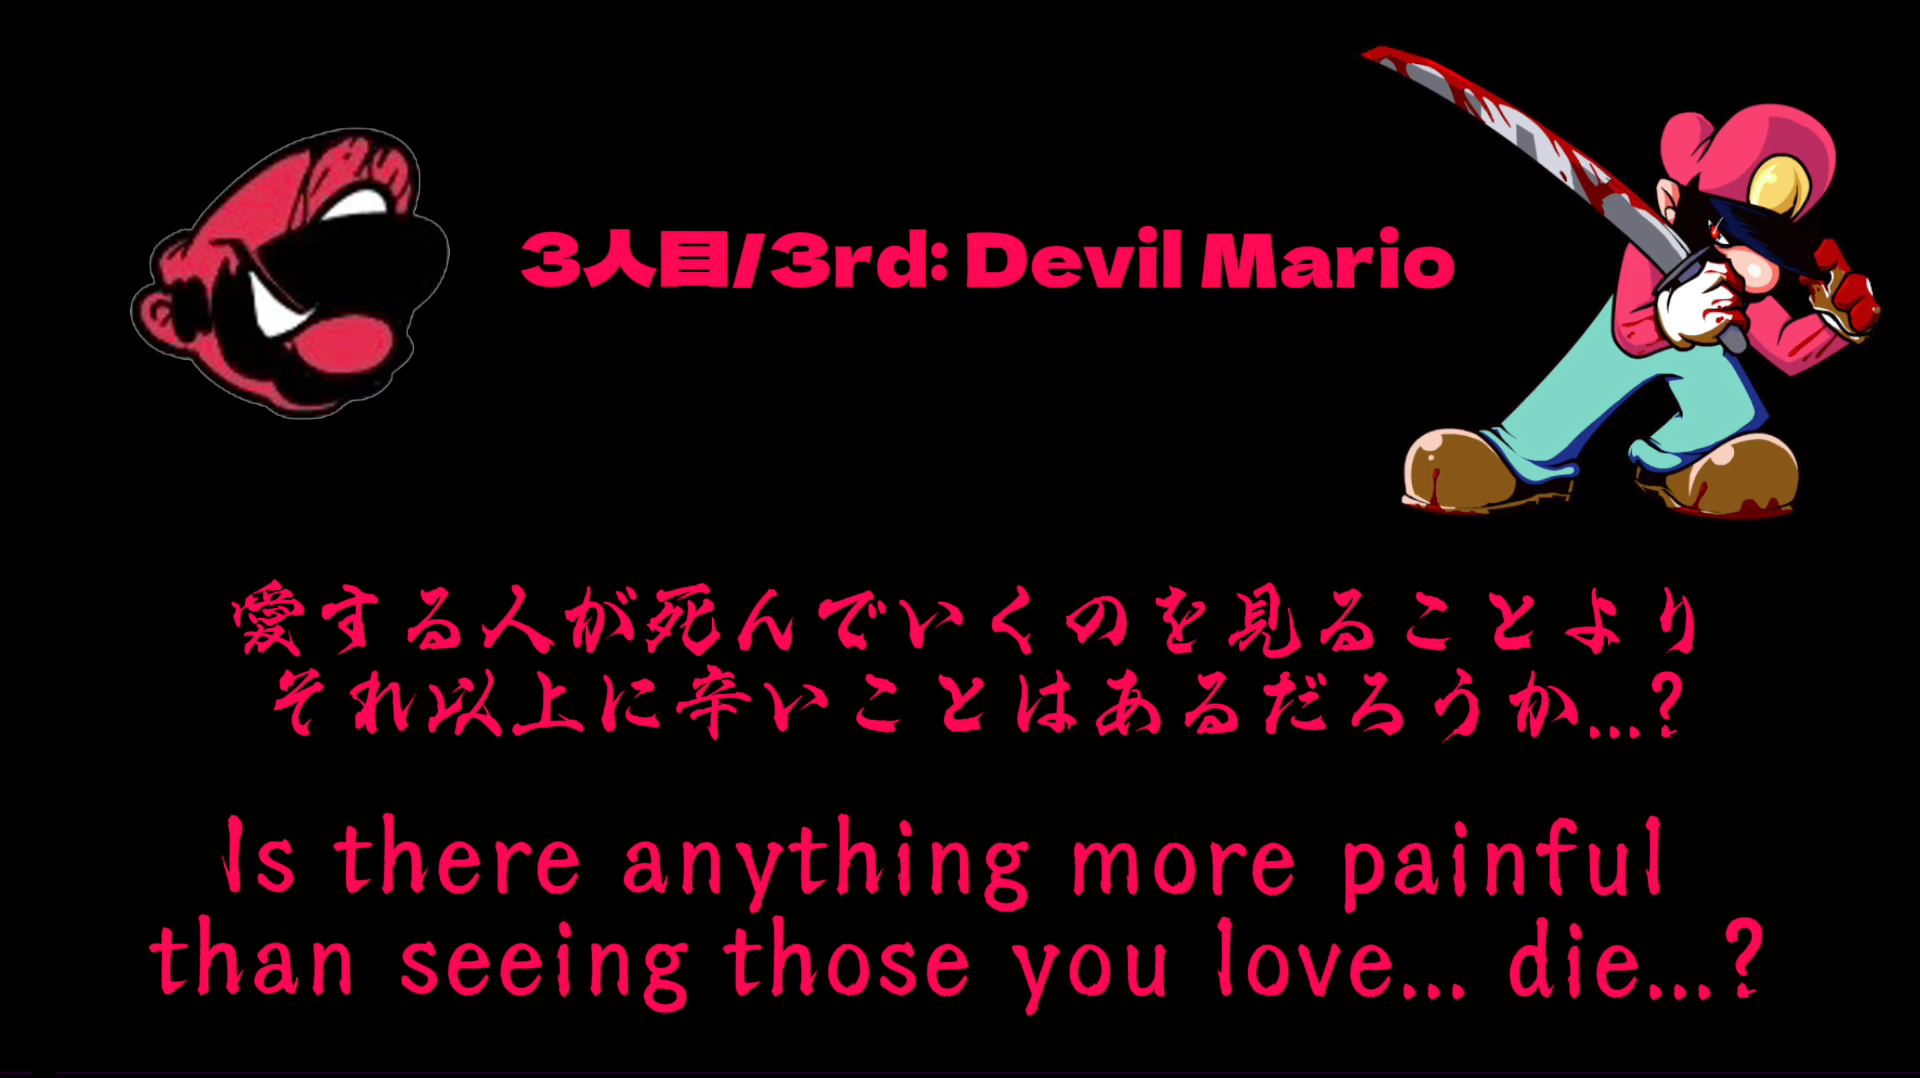 3人目/3rd: Devil Mario
愛する人が死んでいくのを見ることより
それ以上に辛いことはあるだろうか...?
Is there anything more painful
than seeing those you love... die...?